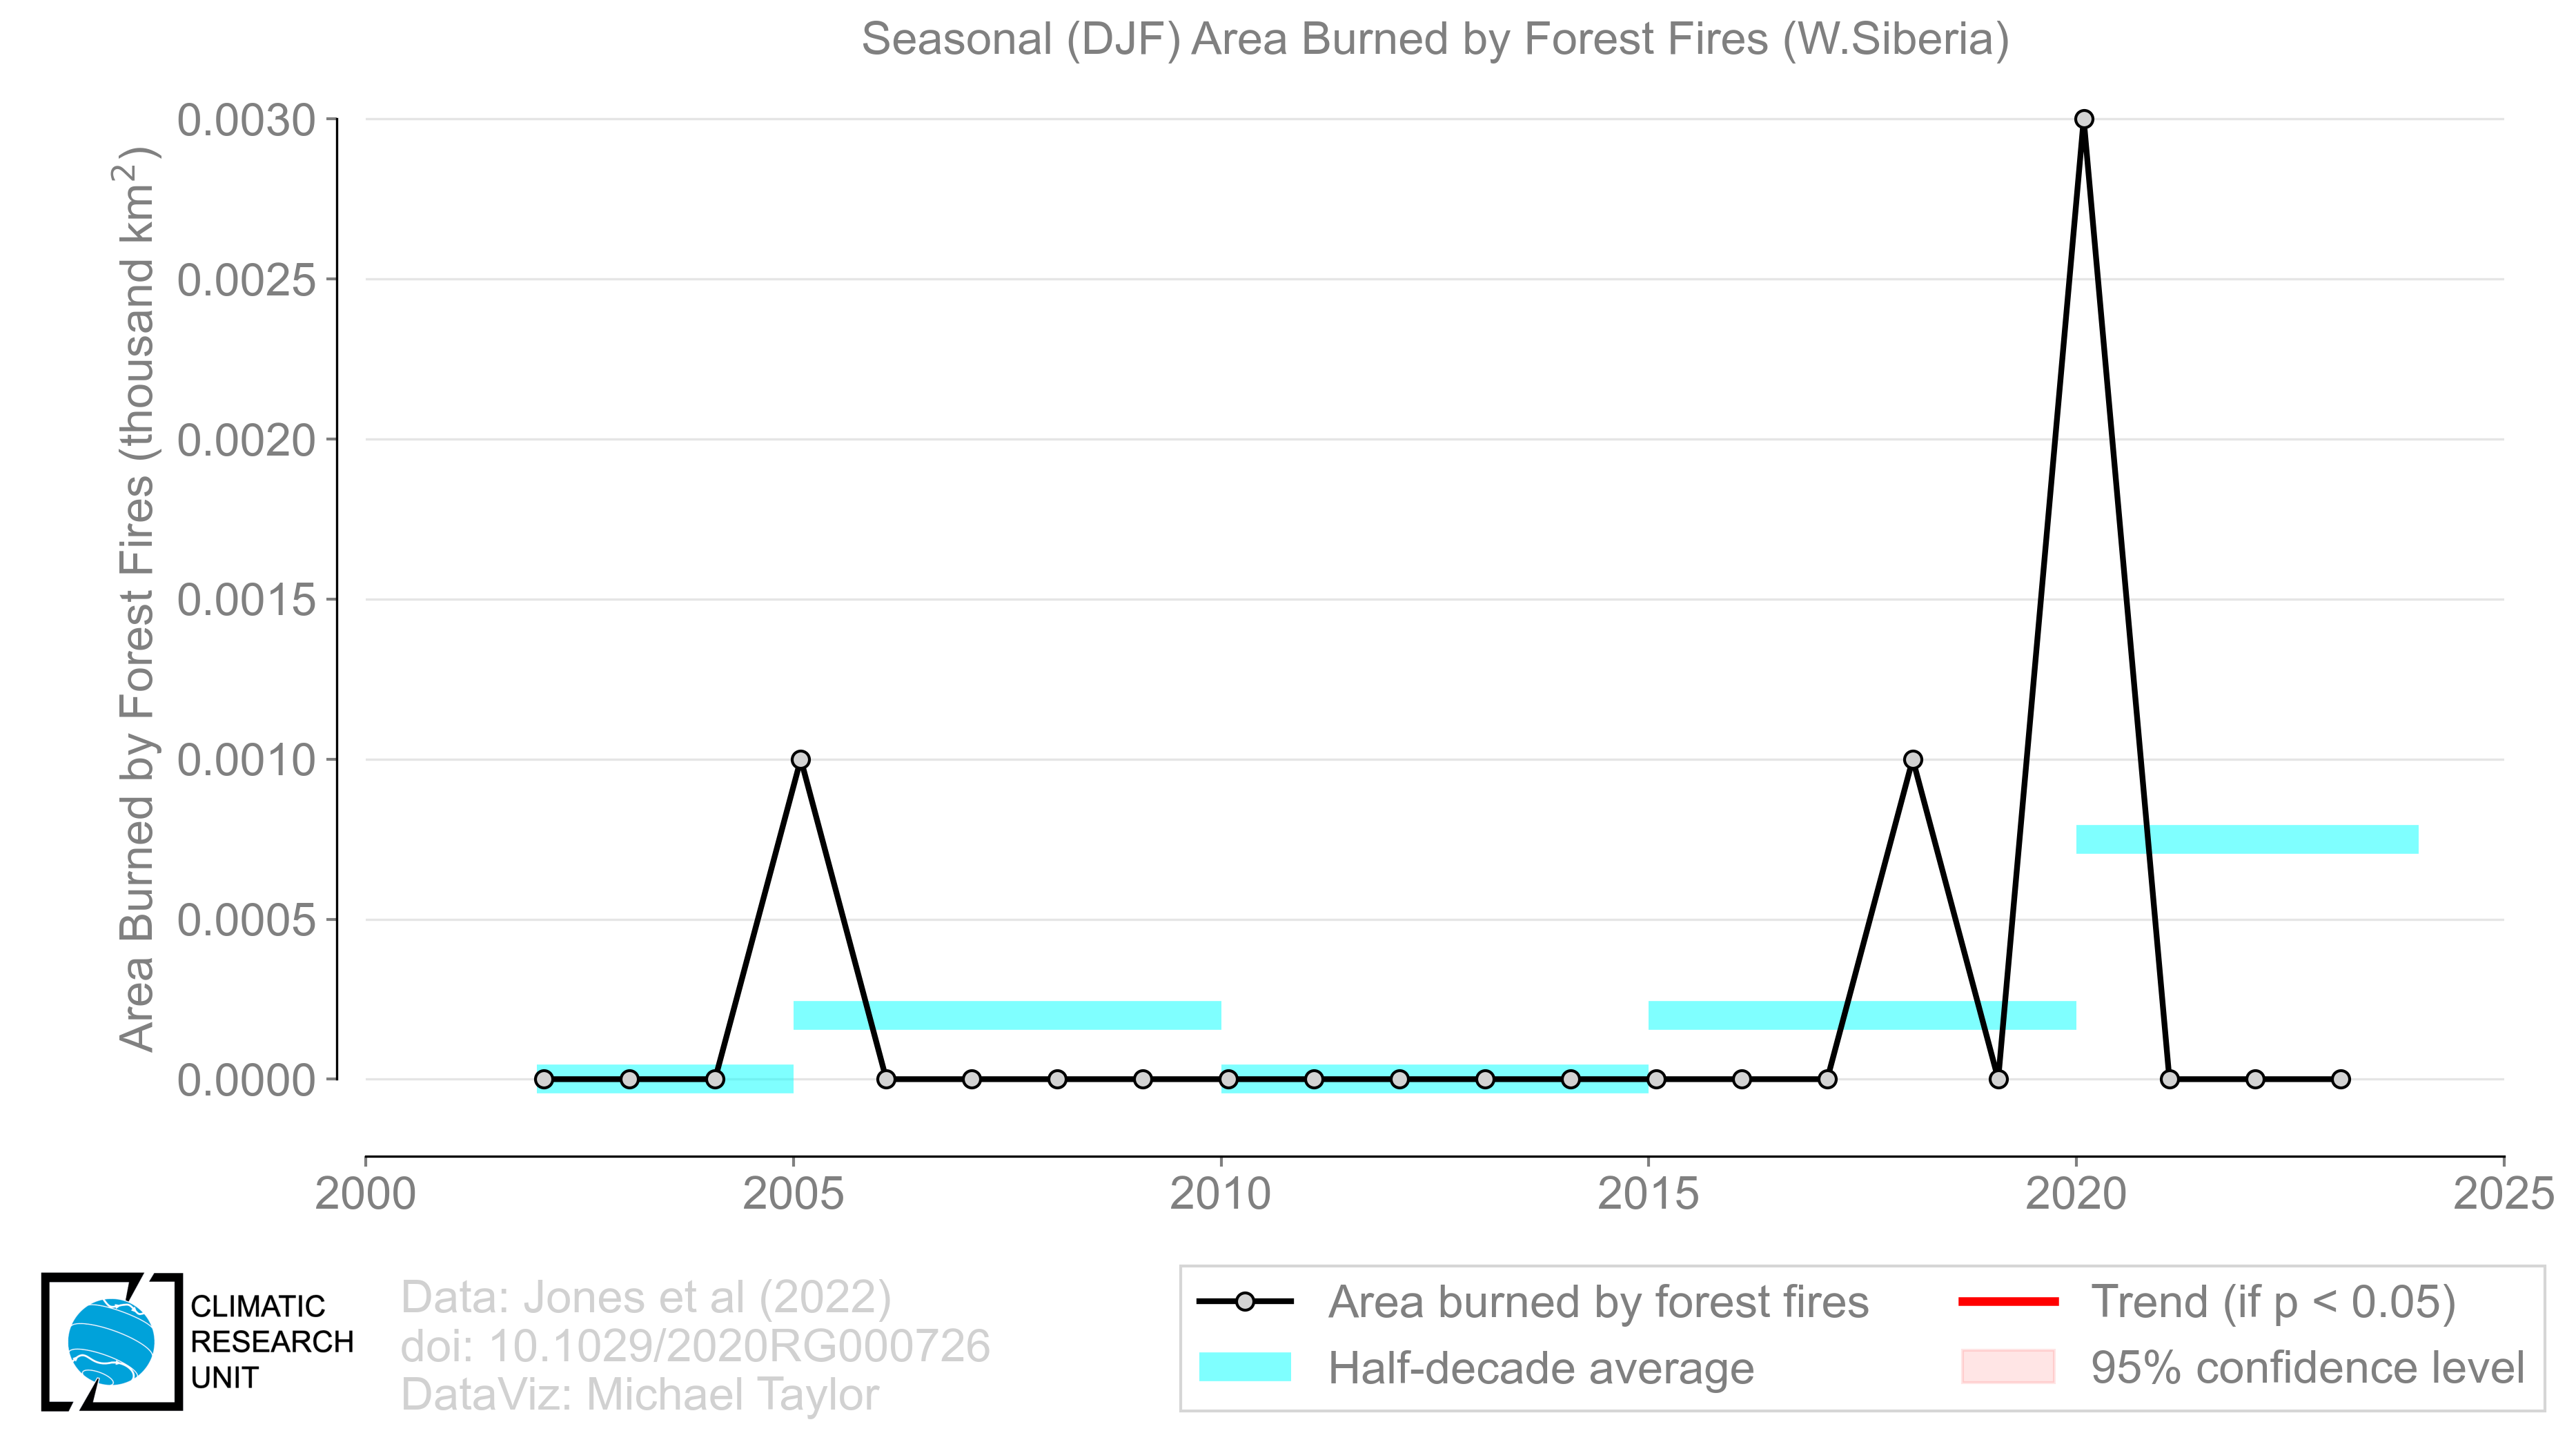 Seasonal (DJF) Area Burned by Forest Fires (W.Siberia)
Area Burned by Forest Fires (thousand km²)
0.0030
0.0025
0.0020
0.0015
0.0010
0.0005
0.0000
2000 2005 2010 2015 2020 2025
CLIMATIC
RESEARCH
UNIT
Data: Jones et al (2022)
doi: 10.1029/2020RG000726
DataViz: Michael Taylor
Area burned by forest fires
Half-decade average
Trend (if p < 0.05)
95% confidence level